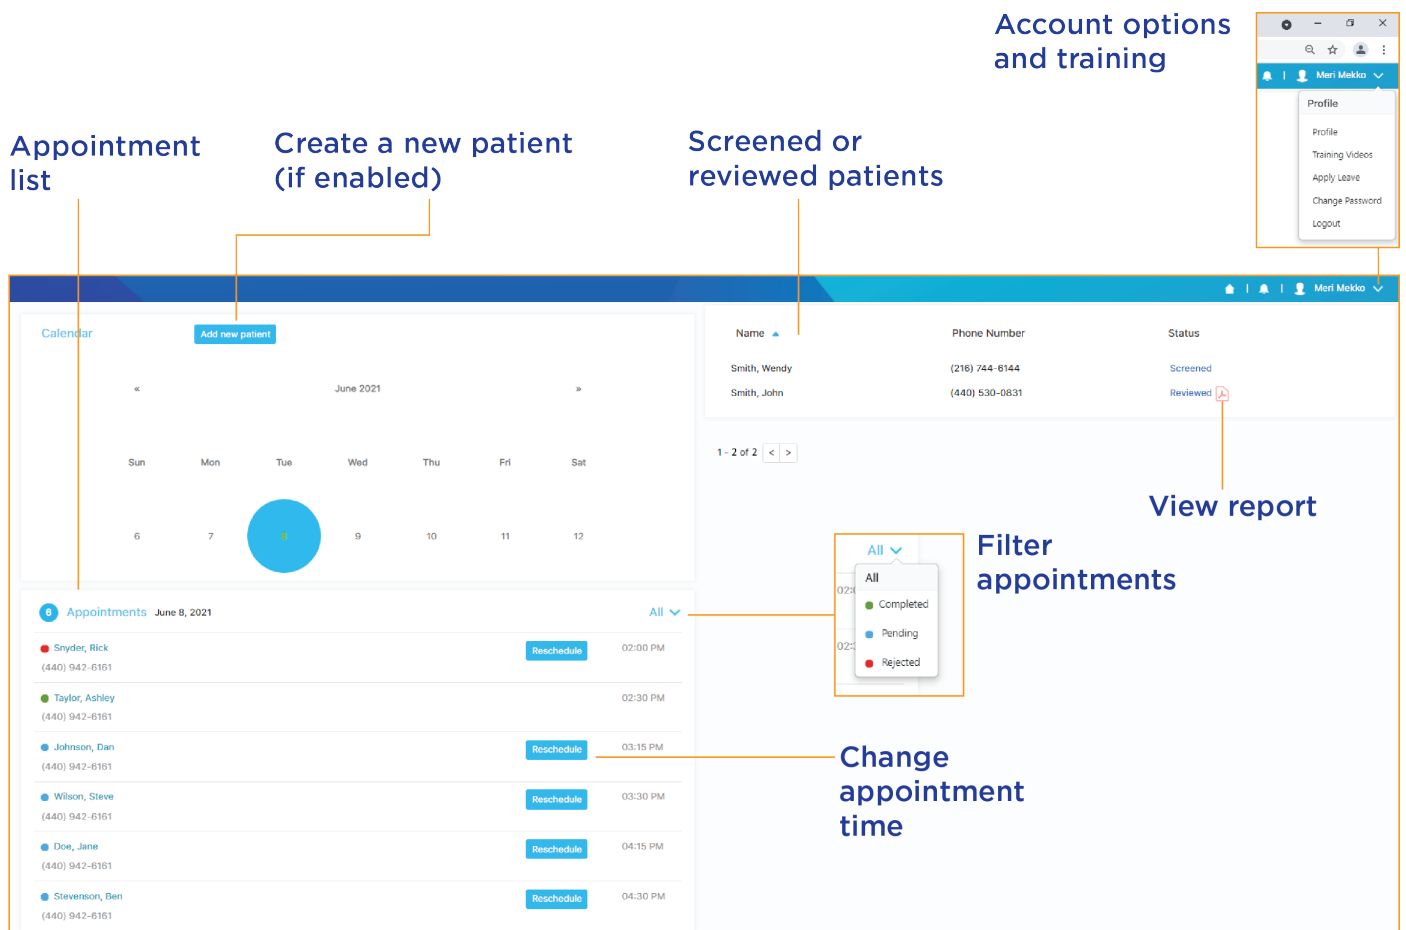 Account options
and training
Meri Mekko
Profile
Profile
Training Videos
Apply Leave
Change Password
Logout
Appointment
list
Create a new patient
(if enabled)
Screened or
reviewed patients
Meri Mekko
Calendar
Add new patient
« June 2021 »
Sun Mon Tue Wed Thu Fri Sat
6 7 8 9 10 11 12
Name Phone Number Status
Smith, Wendy (216) 744-6144 Screened
Smith, John (440) 530-0831 Reviewed
1 - 2 of 2 < >
View report
Filter
appointments
All
All
Completed
Pending
Rejected
02:
02:
6 Appointments June 8, 2021 All
Snyder, Rick Reschedule 02:00 PM
(440) 942-6161
Taylor, Ashley 02:30 PM
(440) 942-6161
Johnson, Dan Reschedule 03:15 PM
(440) 942-6161
Wilson, Steve Reschedule 03:30 PM
(440) 942-6161
Doe, Jane Reschedule 04:15 PM
(440) 942-6161
Stevenson, Ben Reschedule 04:30 PM
(440) 942-6161
Change
appointment
time